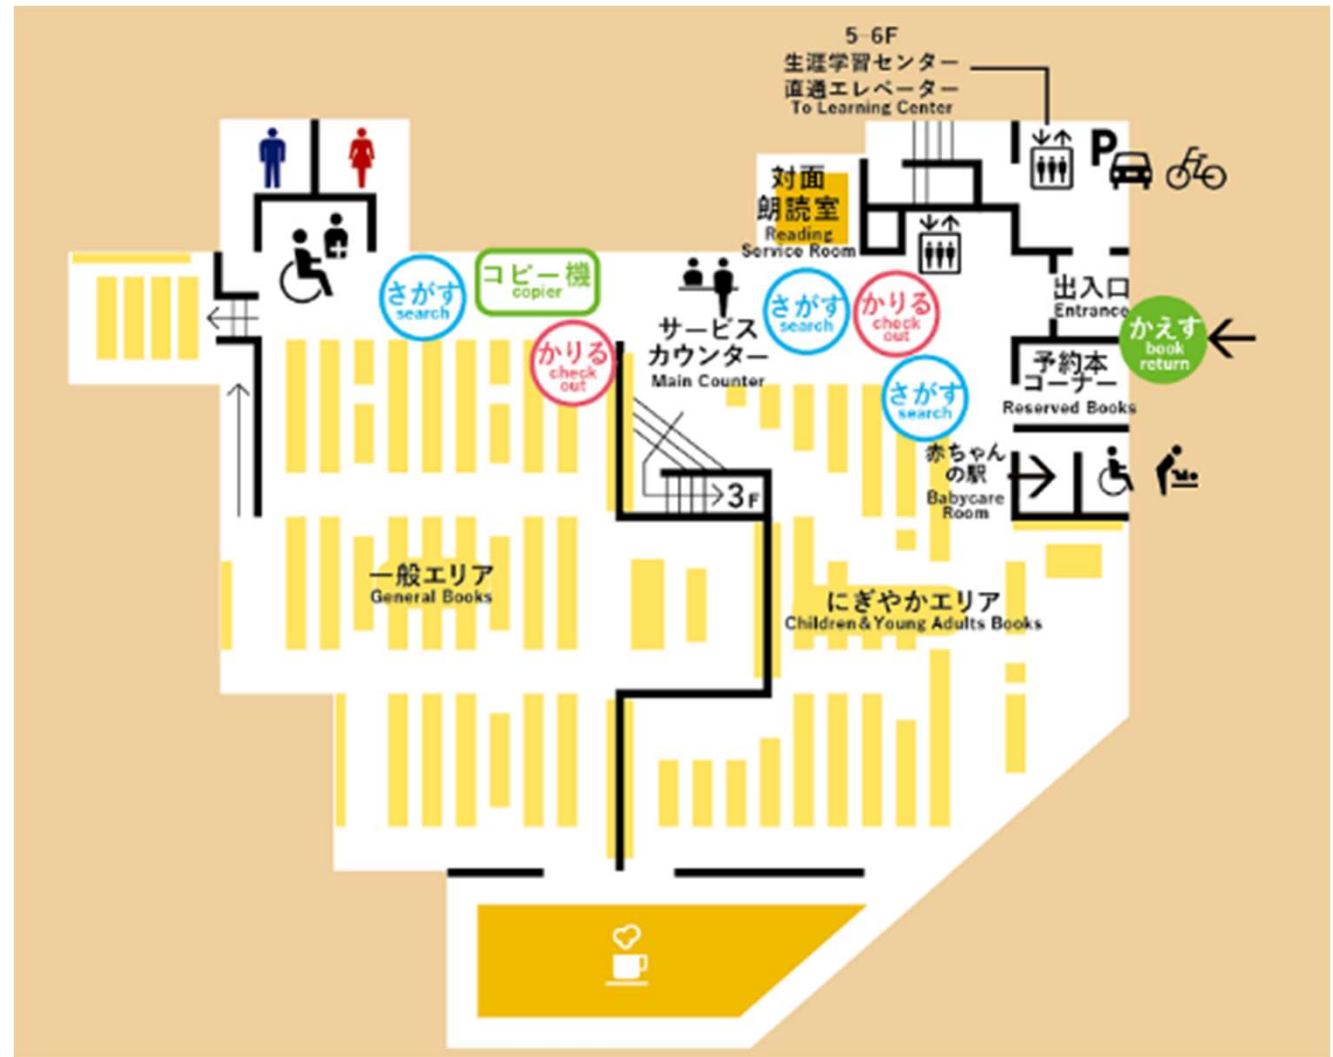 5-6F
生涯学習センター
直通エレベーター
To Learning Center
P
対面
朗読室
Reading
Service Room
出入口
Entrance
さがす
search
コピー機
copier
かりる
check
out
サービス
カウンター
Main Counter
さがす
search
かりる
check
out
さがす
search
かえす
book
return
予約本
コーナー
Reserved Books
赤ちゃん
の駅
Babycare
Room
3F
一般エリア
General Books
にぎやかエリア
Children&Young Adults Books